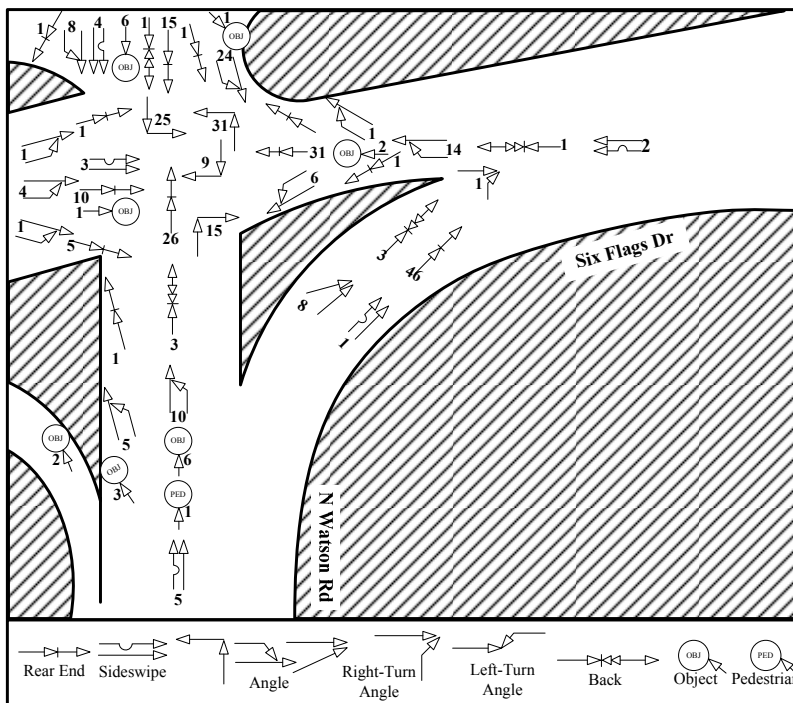 1 8 4 6 1 15 1 1
OBJ OBJ
24
1 25 31 1
1 3 9 31 OBJ 2 1 14 1 2
4 10 6 1
1 OBJ
1 5 26 15
Six Flags Dr
3 46
8 1
1 3
10
5 OBJ 6
OBJ 2
OBJ 3
PED 1
5
N Watson Rd
Rear End Sideswipe Angle Right-Turn Angle Left-Turn Angle Back Object Pedestrian
OBJ PED